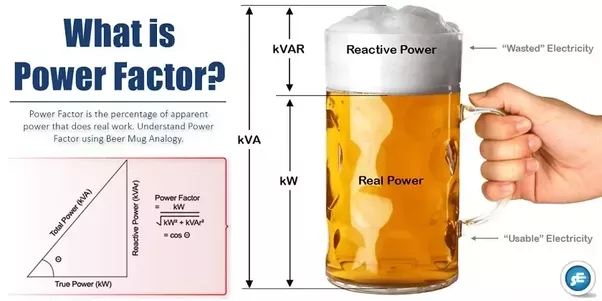 What is
Power Factor?
Power Factor is the percentage of apparent
power that does real work. Understand Power
Factor using Beer Mug Analogy.
Total Power (kVA)
Reactive Power (kVAr)
Θ
True Power (kW)
Power Factor
=
kW
√kW² + kVAr²
= cos Θ
kVA
kVAR
kW
Reactive Power
Real Power
"Wasted" Electricity
"Usable" Electricity